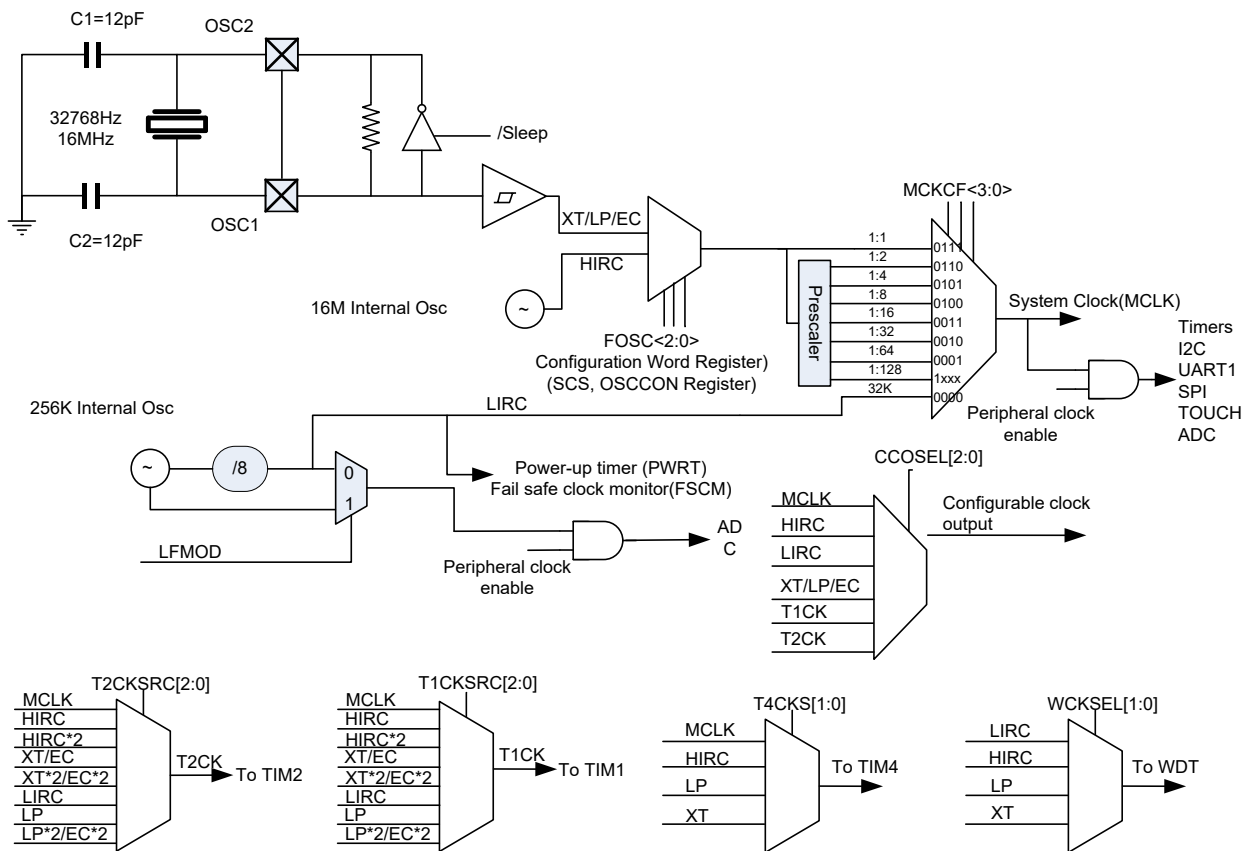 C1=12pF
OSC2
32768Hz
16MHz
/Sleep
C2=12pF
OSC1
XT/LP/EC
HIRC
16M Internal Osc
~
FOSC<2:0>
Configuration Word Register)
(SCS, OSCCON Register)
MCKCF<3:0>
Prescaler
1:1
0111
1:2
0110
1:4
0101
1:8
0100
1:16
0011
1:32
0010
1:64
0001
1:128
1xxx
32K
0000
System Clock(MCLK)
Timers
I2C
UART1
SPI
TOUCH
ADC
Peripheral clock
enable
256K Internal Osc
LIRC
~
/8
0
1
LFMOD
Power-up timer (PWRT)
Fail safe clock monitor(FSCM)
Peripheral clock
enable
AD
C
CCOSEL[2:0]
MCLK
HIRC
LIRC
XT/LP/EC
T1CK
T2CK
Configurable clock
output
T2CKSRC[2:0]
MCLK
HIRC
HIRC*2
XT/EC
XT*2/EC*2
LIRC
LP
LP*2/EC*2
T2CK
To TIM2
T1CKSRC[2:0]
MCLK
HIRC
HIRC*2
XT/EC
XT*2/EC*2
LIRC
LP
LP*2/EC*2
T1CK
To TIM1
T4CKS[1:0]
MCLK
HIRC
LP
XT
To TIM4
WCKSEL[1:0]
LIRC
HIRC
LP
XT
To WDT